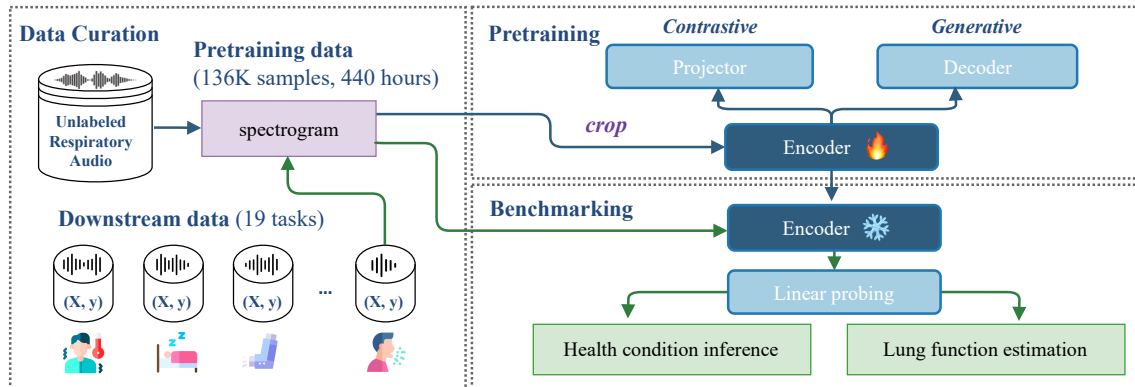 Data Curation
Pretraining data
(136K samples, 440 hours)
Unlabeled
Respiratory
Audio
spectrogram
Downstream data (19 tasks)
(X, y)
(X, y)
(X, y)
...
(X, y)
z z z
Pretraining
Contrastive
Generative
Projector
Decoder
crop
Encoder
Benchmarking
Encoder
Linear probing
Health condition inference
Lung function estimation